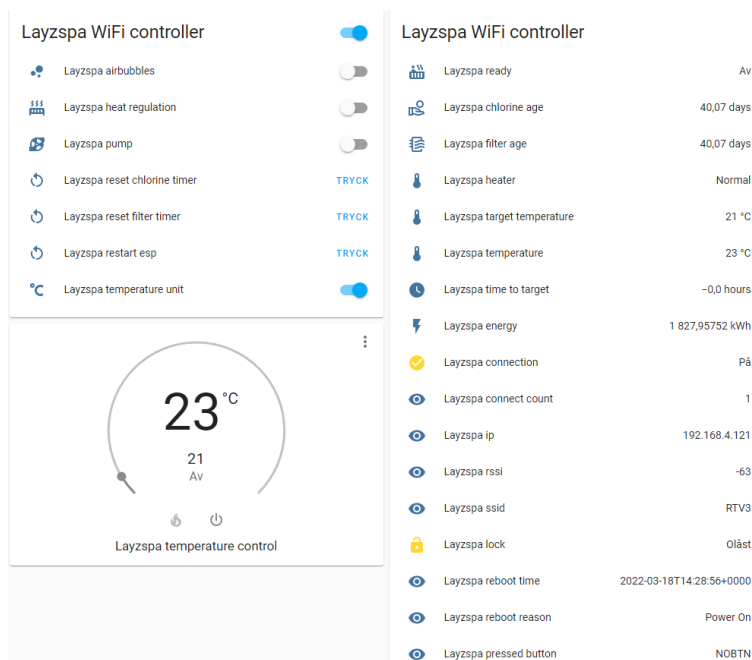 Layzspa WiFi controller
Layzspa airbubbles
Layzspa heat regulation
Layzspa pump
Layzspa reset chlorine timer TRYCK
Layzspa reset filter timer TRYCK
Layzspa restart esp TRYCK
°C Layzspa temperature unit
23 °C
21
Av
Layzspa temperature control
Layzspa WiFi controller
Layzspa ready Av
Layzspa chlorine age 40,07 days
Layzspa filter age 40,07 days
Layzspa heater Normal
Layzspa target temperature 21 °C
Layzspa temperature 23 °C
Layzspa time to target −0,0 hours
Layzspa energy 1 827,95752 kWh
Layzspa connection På
Layzspa connect count 1
Layzspa ip 192.168.4.121
Layzspa rssi -63
Layzspa ssid RTV3
Layzspa lock Olåst
Layzspa reboot time 2022-03-18T14:28:56+0000
Layzspa reboot reason Power On
Layzspa pressed button NOBTN